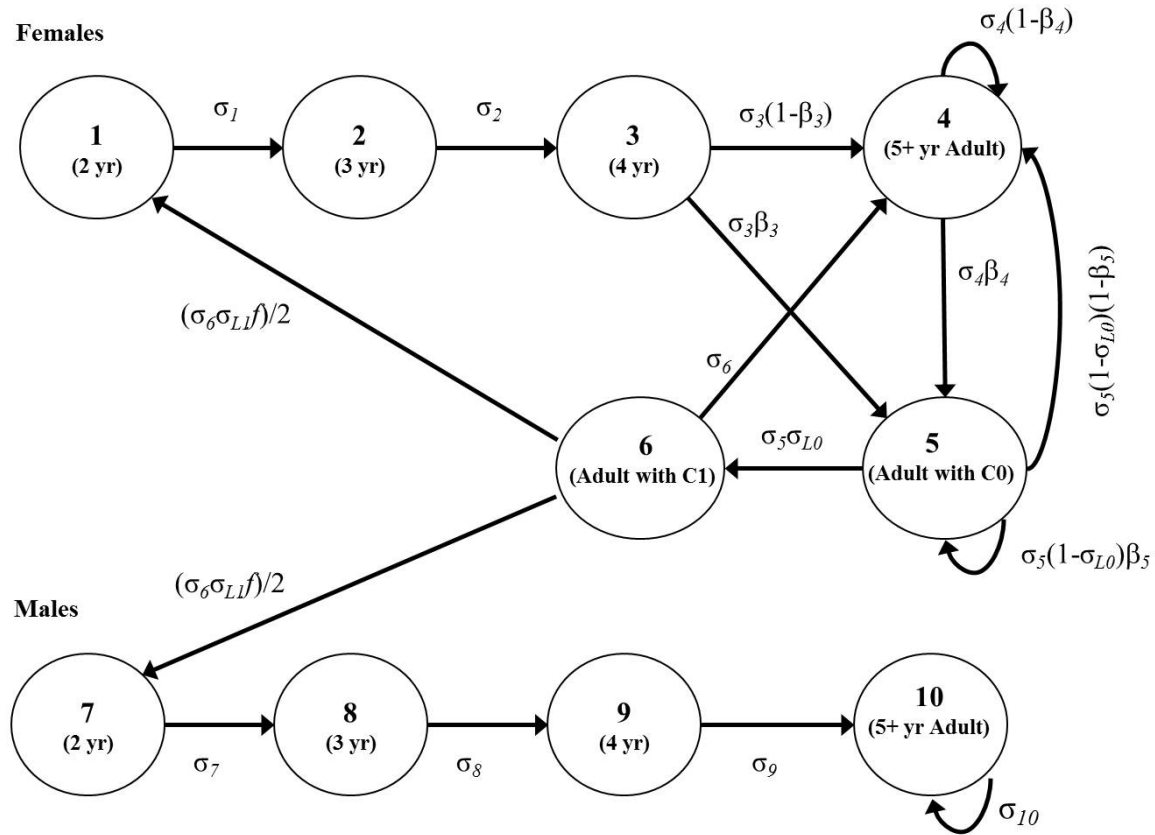 Females
σ4(1-β4)
1
(2 yr)
σ1
2
(3 yr)
σ2
3
(4 yr)
σ3(1-β3)
4
(5+ yr Adult)
σ3β3
σ4β4
σ5(1-σL0)(1-β5)
(σ6σL1f)/2
σ6
6
(Adult with C1)
σ5σL0
5
(Adult with C0)
σ5(1-σL0)β5
(σ6σL1f)/2
Males
7
(2 yr)
σ7
8
(3 yr)
σ8
9
(4 yr)
σ9
10
(5+ yr Adult)
σ10